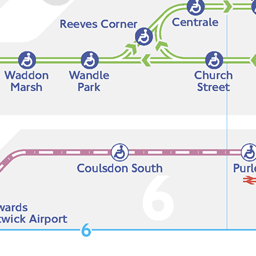 Centrale
Reeves Corner
Waddon
Marsh
Wandle
Park
Church
Street
Coulsdon South
Purle
6
wards
twick Airport
6